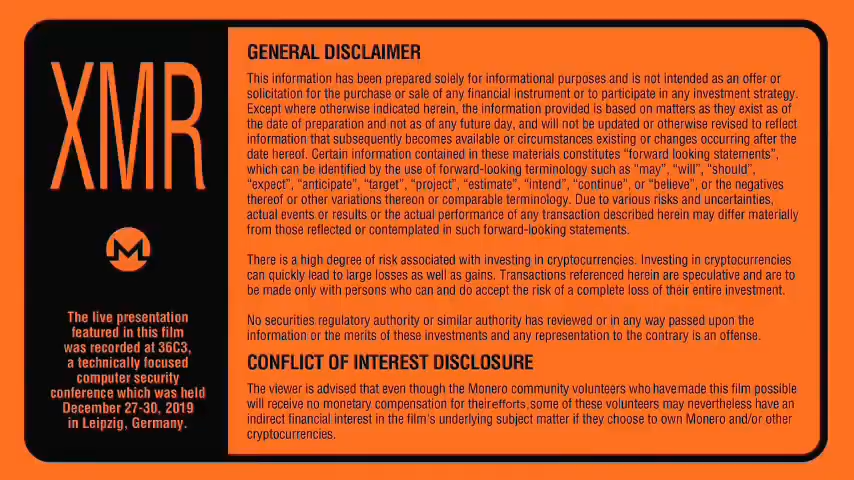 XMR
The live presentation
featured in this film
was recorded at 36C3,
a technically focused
computer security
conference which was held
December 27-30, 2019
in Leipzig, Germany.
GENERAL DISCLAIMER
This information has been prepared solely for informational purposes and is not intended as an offer or
solicitation for the purchase or sale of any financial instrument or to participate in any investment strategy.
Except where otherwise indicated herein, the information provided is based on matters as they exist as of
the date of preparation and not as of any future day, and will not be updated or otherwise revised to reflect
information that subsequently becomes available or circumstances existing or changes occurring after the
date hereof. Certain information contained in these materials constitutes “forward looking statements”,
which can be identified by the use of forward-looking terminology such as “may”, “will”, “should”,
“expect”, “anticipate”, “target”, “project”, “estimate”, “intend”, “continue”, or “believe”, or the negatives
thereof or other variations thereon or comparable terminology. Due to various risks and uncertainties,
actual events or results or the actual performance of any transaction described herein may differ materially
from those reflected or contemplated in such forward-looking statements.
There is a high degree of risk associated with investing in cryptocurrencies. Investing in cryptocurrencies
can quickly lead to large losses as well as gains. Transactions referenced herein are speculative and are to
be made only with persons who can and do accept the risk of a complete loss of their entire investment.
No securities regulatory authority or similar authority has reviewed or in any way passed upon the
information or the merits of these investments and any representation to the contrary is an offense.
CONFLICT OF INTEREST DISCLOSURE
The viewer is advised that even though the Monero community volunteers who havemade this film possible
will receive no monetary compensation for theirefforts,some of these volunteers may nevertheless have an
indirect financial interest in the film's underlying subject matter if they choose to own Monero and/or other
cryptocurrencies.